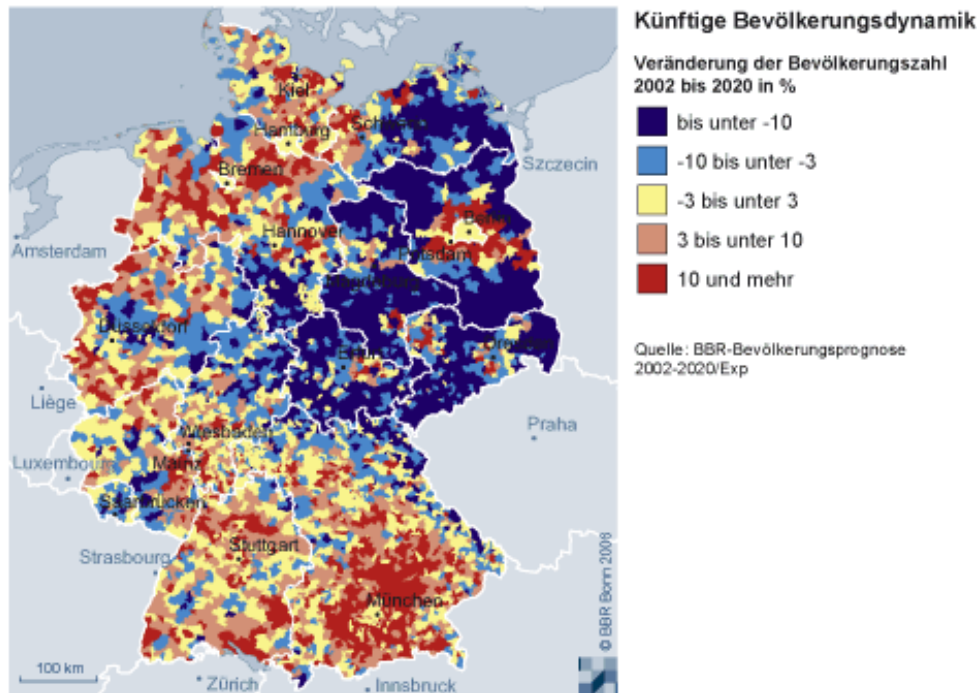 Künftige Bevölkerungsdynamik
Veränderung der Bevölkerungszahl
2002 bis 2020 in %
bis unter -10
-10 bis unter -3
-3 bis unter 3
3 bis unter 10
10 und mehr
Quelle: BBR-Bevölkerungsprognose
2002-2020/Exp
Kiel
Hamburg
Schwerin
Szczecin
Bremen
Berlin
Amsterdam
Hannover
Potsdam
Magdeburg
Düsseldorf
Erfurt
Dresden
Liège
Praha
Wiesbaden
Luxembourg
Mainz
Saarbrücken
Strasbourg
Stuttgart
München
100 km
Zürich
Innsbruck
© BBR Bonn 2006